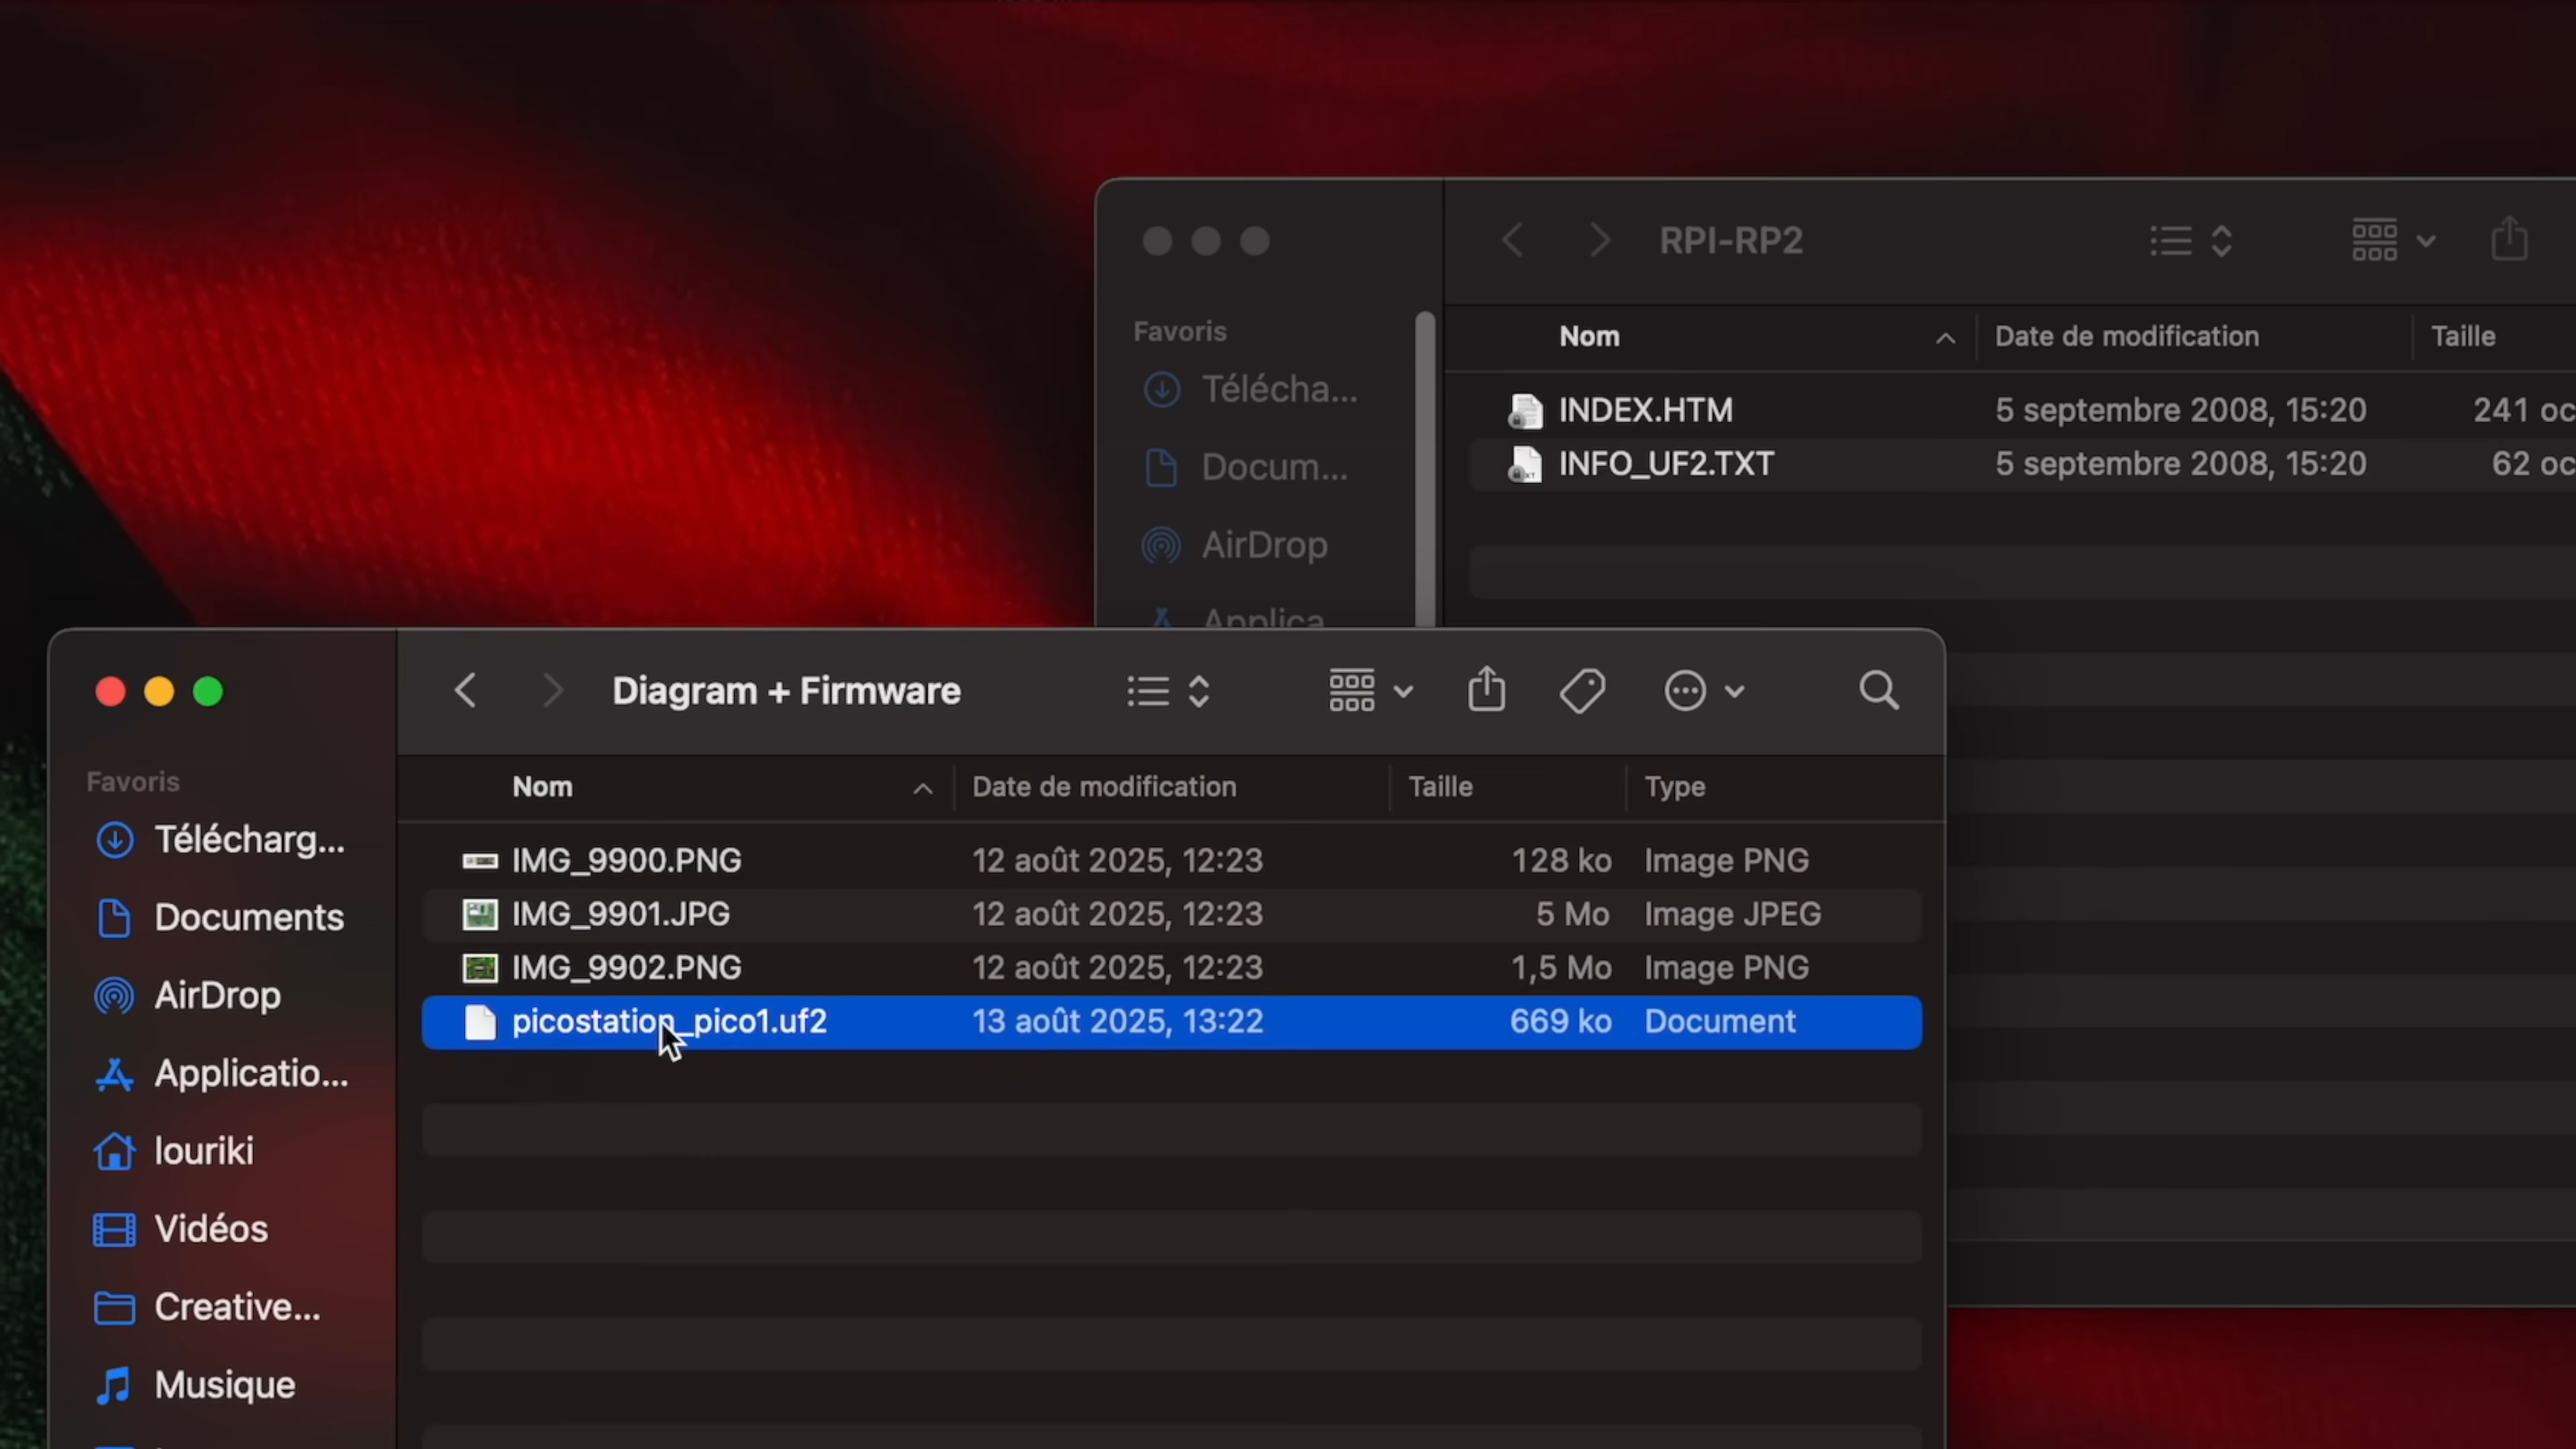 RPI-RP2
Nom Date de modification Taille
Favoris
Télécha...
Docum...
AirDrop
Applica
INDEX.HTM 5 septembre 2008, 15:20 241 oc
INFO_UF2.TXT 5 septembre 2008, 15:20 62 oc
Diagram + Firmware
Favoris
Télécharg...
Documents
AirDrop
Applicatio...
louriki
Vidéos
Creative...
Musique
Nom Date de modification Taille Type
IMG_9900.PNG 12 août 2025, 12:23 128 ko Image PNG
IMG_9901.JPG 12 août 2025, 12:23 5 Mo Image JPEG
IMG_9902.PNG 12 août 2025, 12:23 1,5 Mo Image PNG
picostation_pico1.uf2 13 août 2025, 13:22 669 ko Document